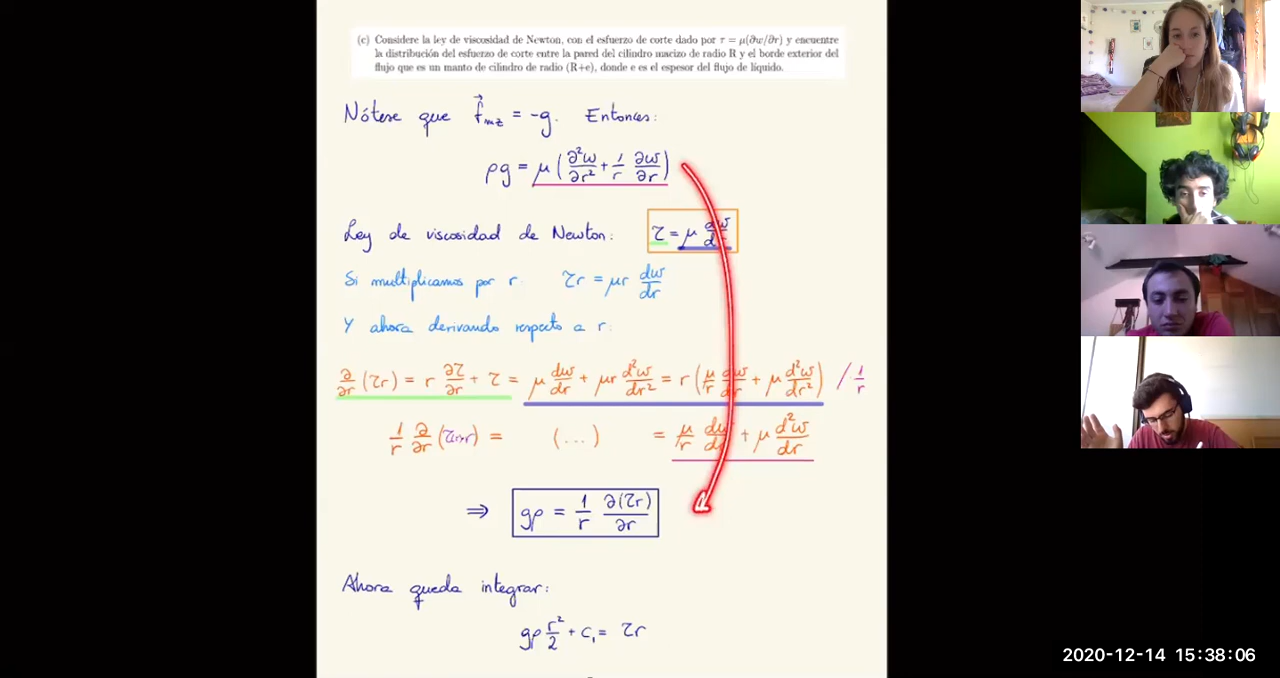 (c) Considere la ley de viscosidad de Newton, con el esfuerzo de corte dado por τ = μ(∂w/∂r) y encuentre
la distribución del esfuerzo de corte entre la pared del cilindro macizo de radio R y el borde exterior del
flujo que es un manto de cilindro de radio (R+e), donde e es el espesor del flujo de líquido.
Nótese que f⃗mz = -g. Entonces:
ρg = μ(∂²w/∂r² + 1/r ∂w/∂r)
Ley de viscosidad de Newton: τ = μ dw/d
Si multiplicamos por r: τr = μr dw/dr
Y ahora derivando respecto a r:
∂/∂r (τr) = r ∂τ/∂r + τ = μ dw/dr + μr d²w/dr² = r(μ/r dw/dr + μ d²w/dr²) / 1/r
1/r ∂/∂r (τ r) = (...) = μ/r dw/dr + μ d²w/dr
⇒ gρ = 1/r ∂(τr)/∂r
Ahora queda integrar:
gρ r²/2 + C₁ = τr
2020-12-14 15:38:06